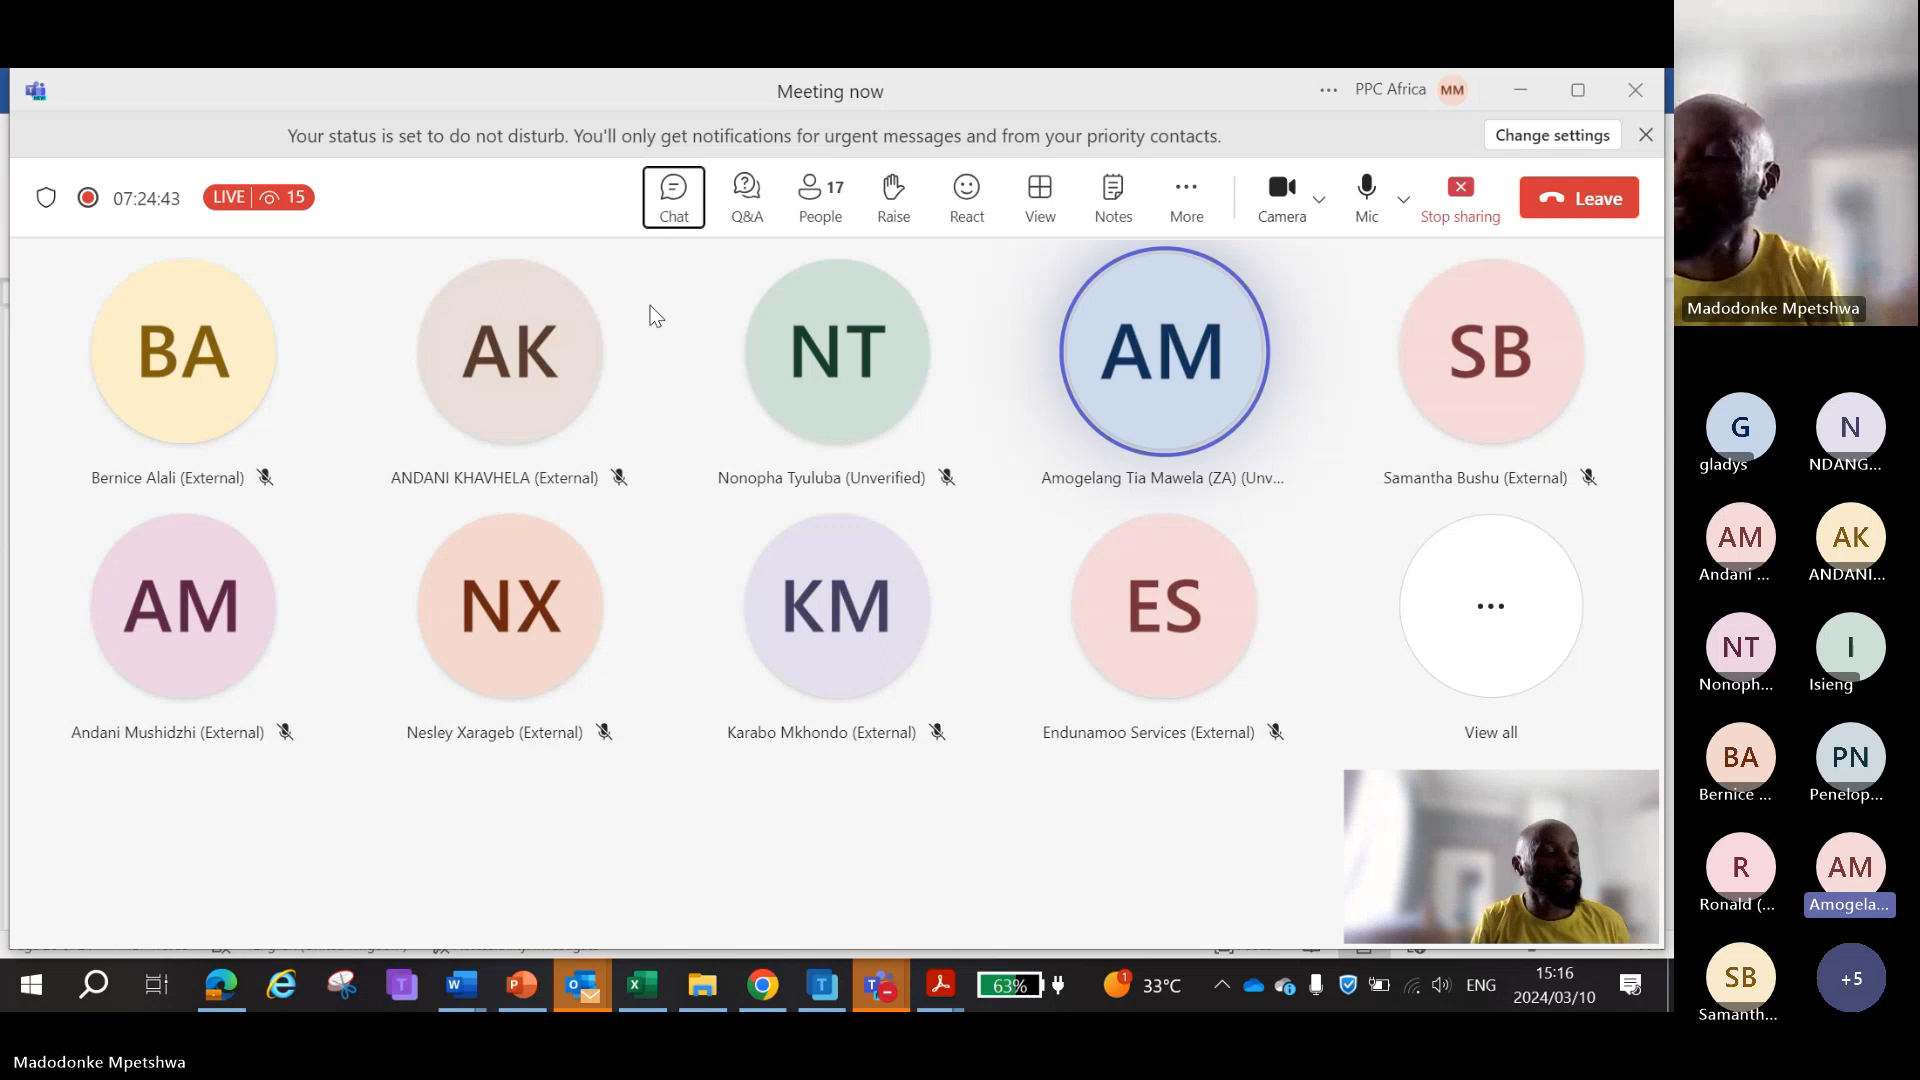 Meeting now
PPC Africa MM
Your status is set to do not disturb. You'll only get notifications for urgent messages and from your priority contacts.
Change settings
07:24:43
LIVE 15
Chat
Q&A
17
People
Raise
React
View
Notes
More
Camera
Mic
Stop sharing
Leave
BA
AK
NT
AM
SB
Bernice Alali (External)
ANDANI KHAVHELA (External)
Nonopha Tyuluba (Unverified)
Amogelang Tia Mawela (ZA) (Unv...
Samantha Bushu (External)
AM
NX
KM
ES
Andani Mushidzhi (External)
Nesley Xarageb (External)
Karabo Mkhondo (External)
Endunamoo Services (External)
View all
63%
1
33°C
ENG
15:16
2024/03/10
Madodonke Mpetshwa
Madodonke Mpetshwa
G
gladys
N
NDANG...
AM
Andani ...
AK
ANDANI...
NT
Nonoph...
I
Isieng
BA
Bernice ...
PN
Penelop...
R
Ronald (...
AM
Amogela...
SB
Samanth...
+5